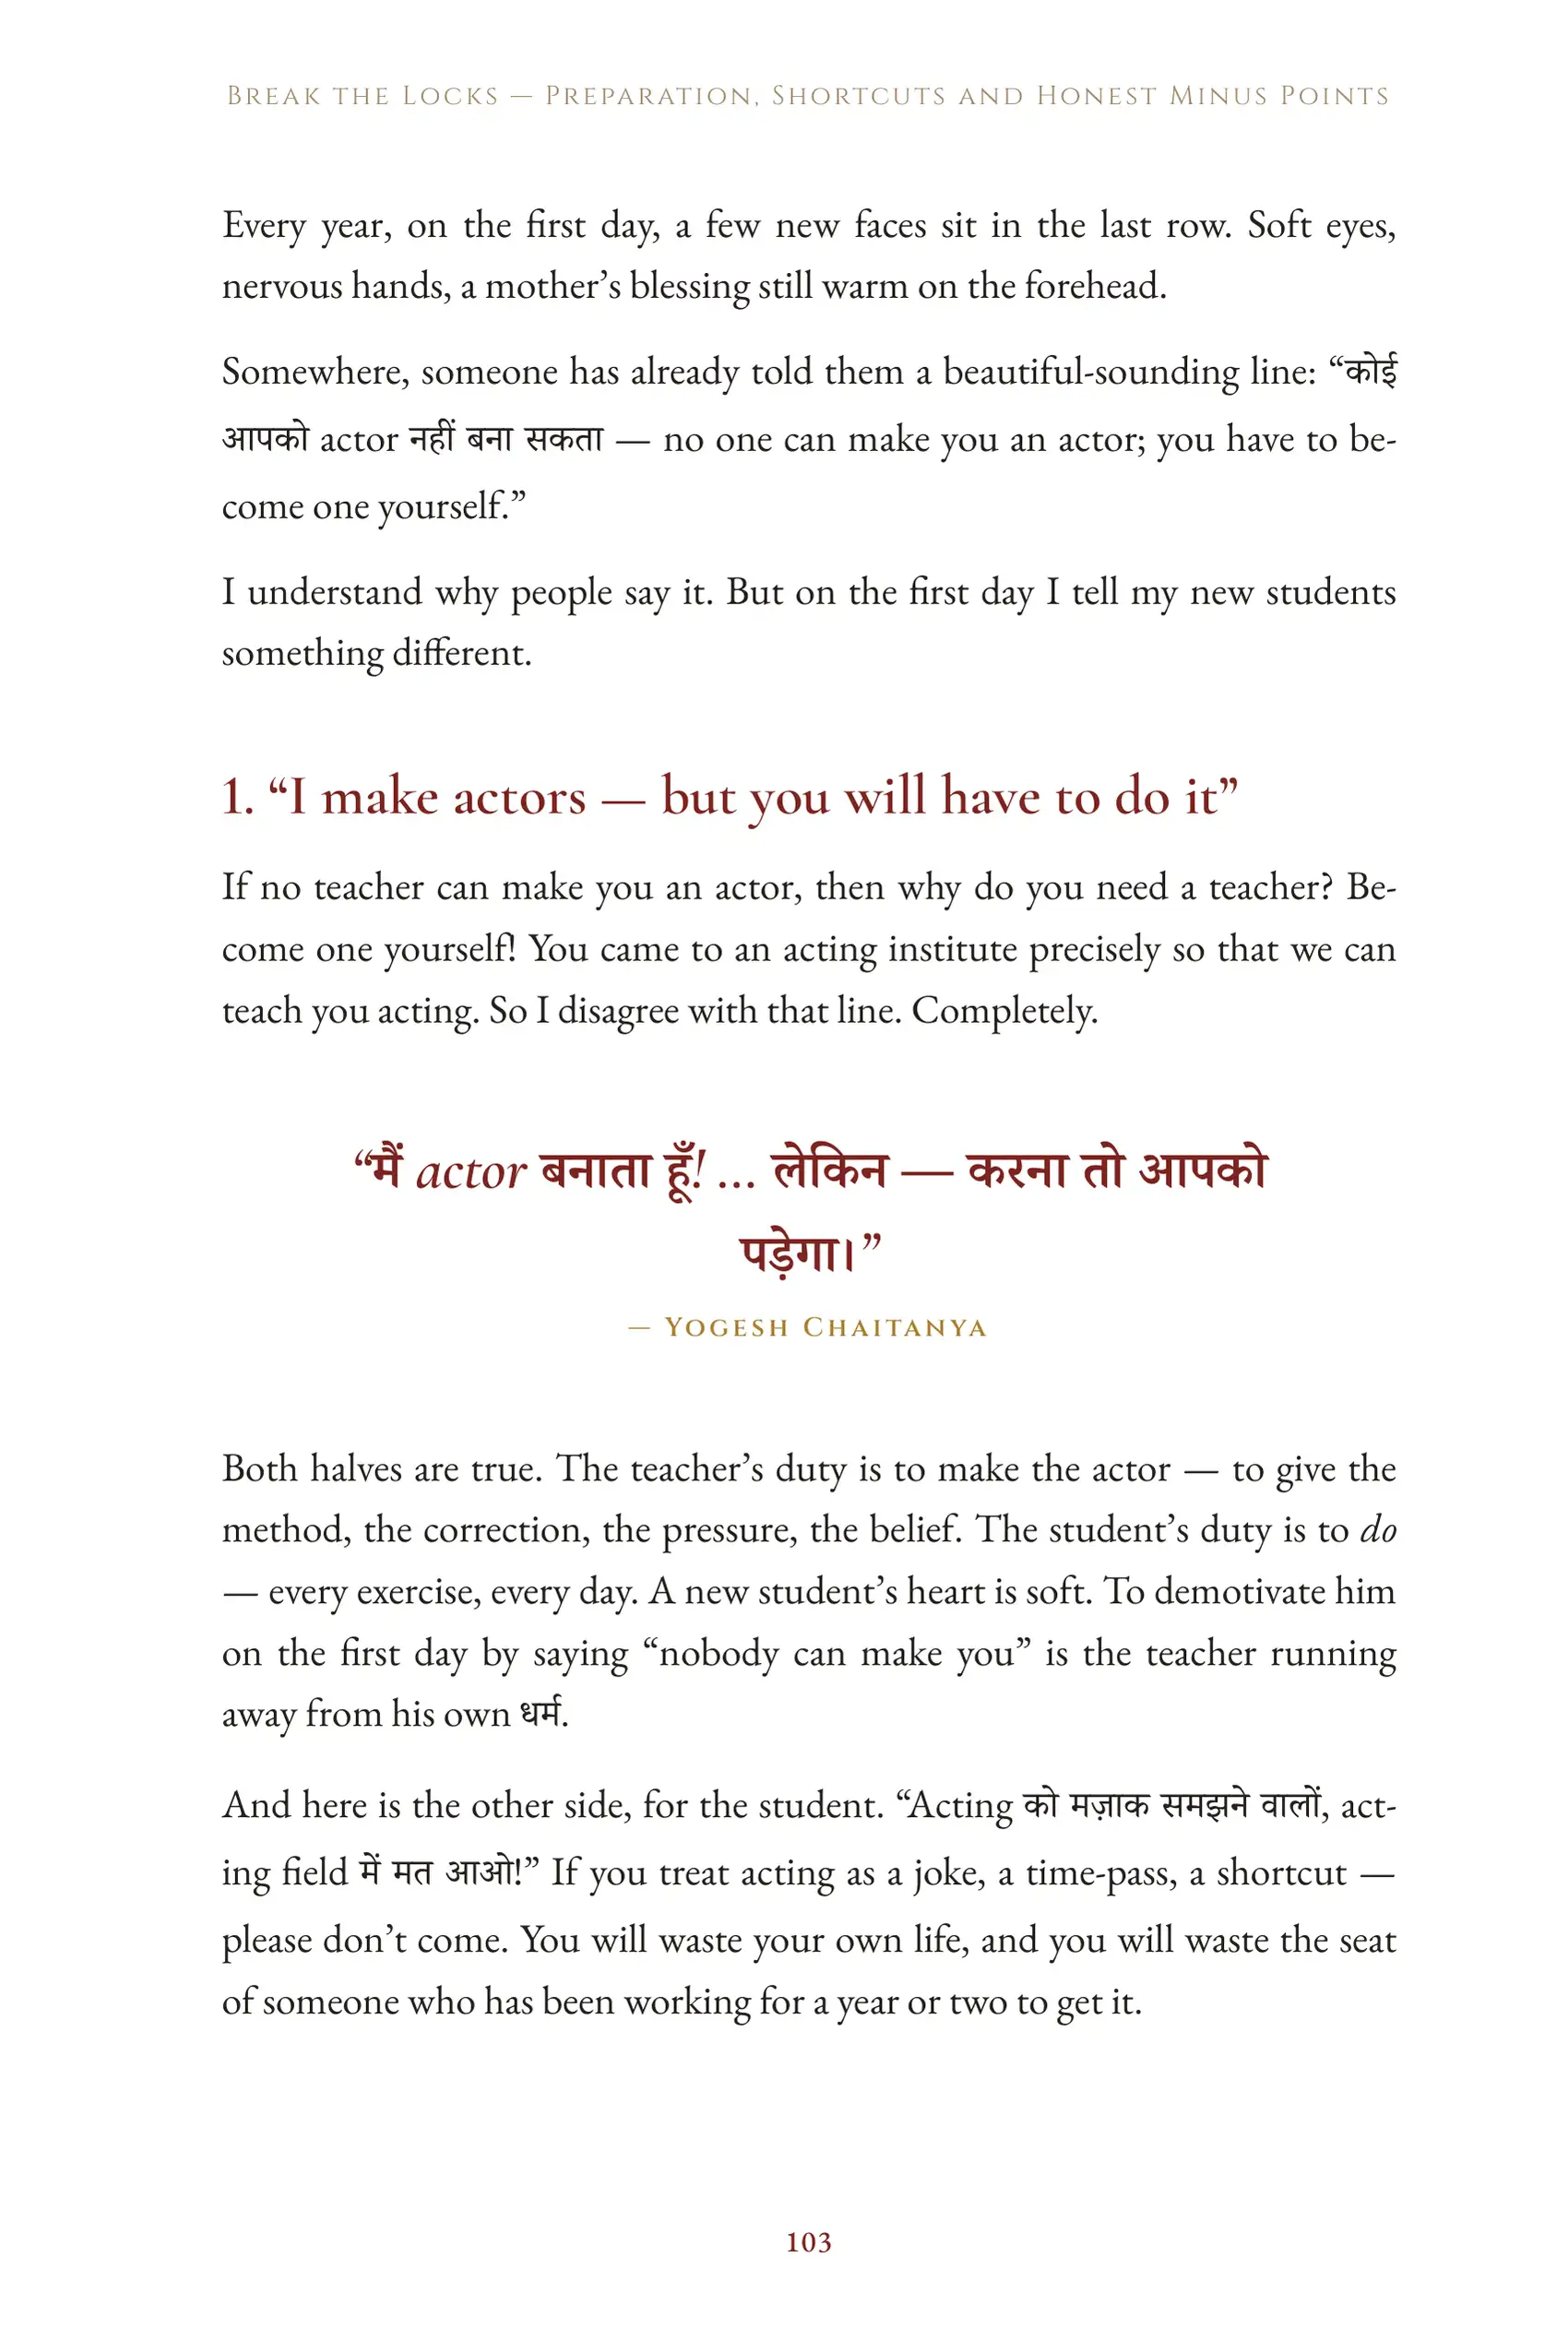 Break the Locks — Preparation, Shortcuts and Honest Minus Points
Every year, on the first day, a few new faces sit in the last row. Soft eyes,
nervous hands, a mother’s blessing still warm on the forehead.
Somewhere, someone has already told them a beautiful-sounding line: “कोई
आपको actor नहीं बना सकता — no one can make you an actor; you have to be-
come one yourself.”
I understand why people say it. But on the first day I tell my new students
something different.
1. “I make actors — but you will have to do it”
If no teacher can make you an actor, then why do you need a teacher? Be-
come one yourself! You came to an acting institute precisely so that we can
teach you acting. So I disagree with that line. Completely.
“मैं actor बनाता हूँ! … लेकिन — करना तो आपको
पड़ेगा।”
— Yogesh Chaitanya
Both halves are true. The teacher’s duty is to make the actor — to give the
method, the correction, the pressure, the belief. The student’s duty is to do
— every exercise, every day. A new student’s heart is soft. To demotivate him
on the first day by saying “nobody can make you” is the teacher running
away from his own धर्म.
And here is the other side, for the student. “Acting को मज़ाक समझने वालों, act-
ing field में मत आओ!” If you treat acting as a joke, a time-pass, a shortcut —
please don’t come. You will waste your own life, and you will waste the seat
of someone who has been working for a year or two to get it.
103